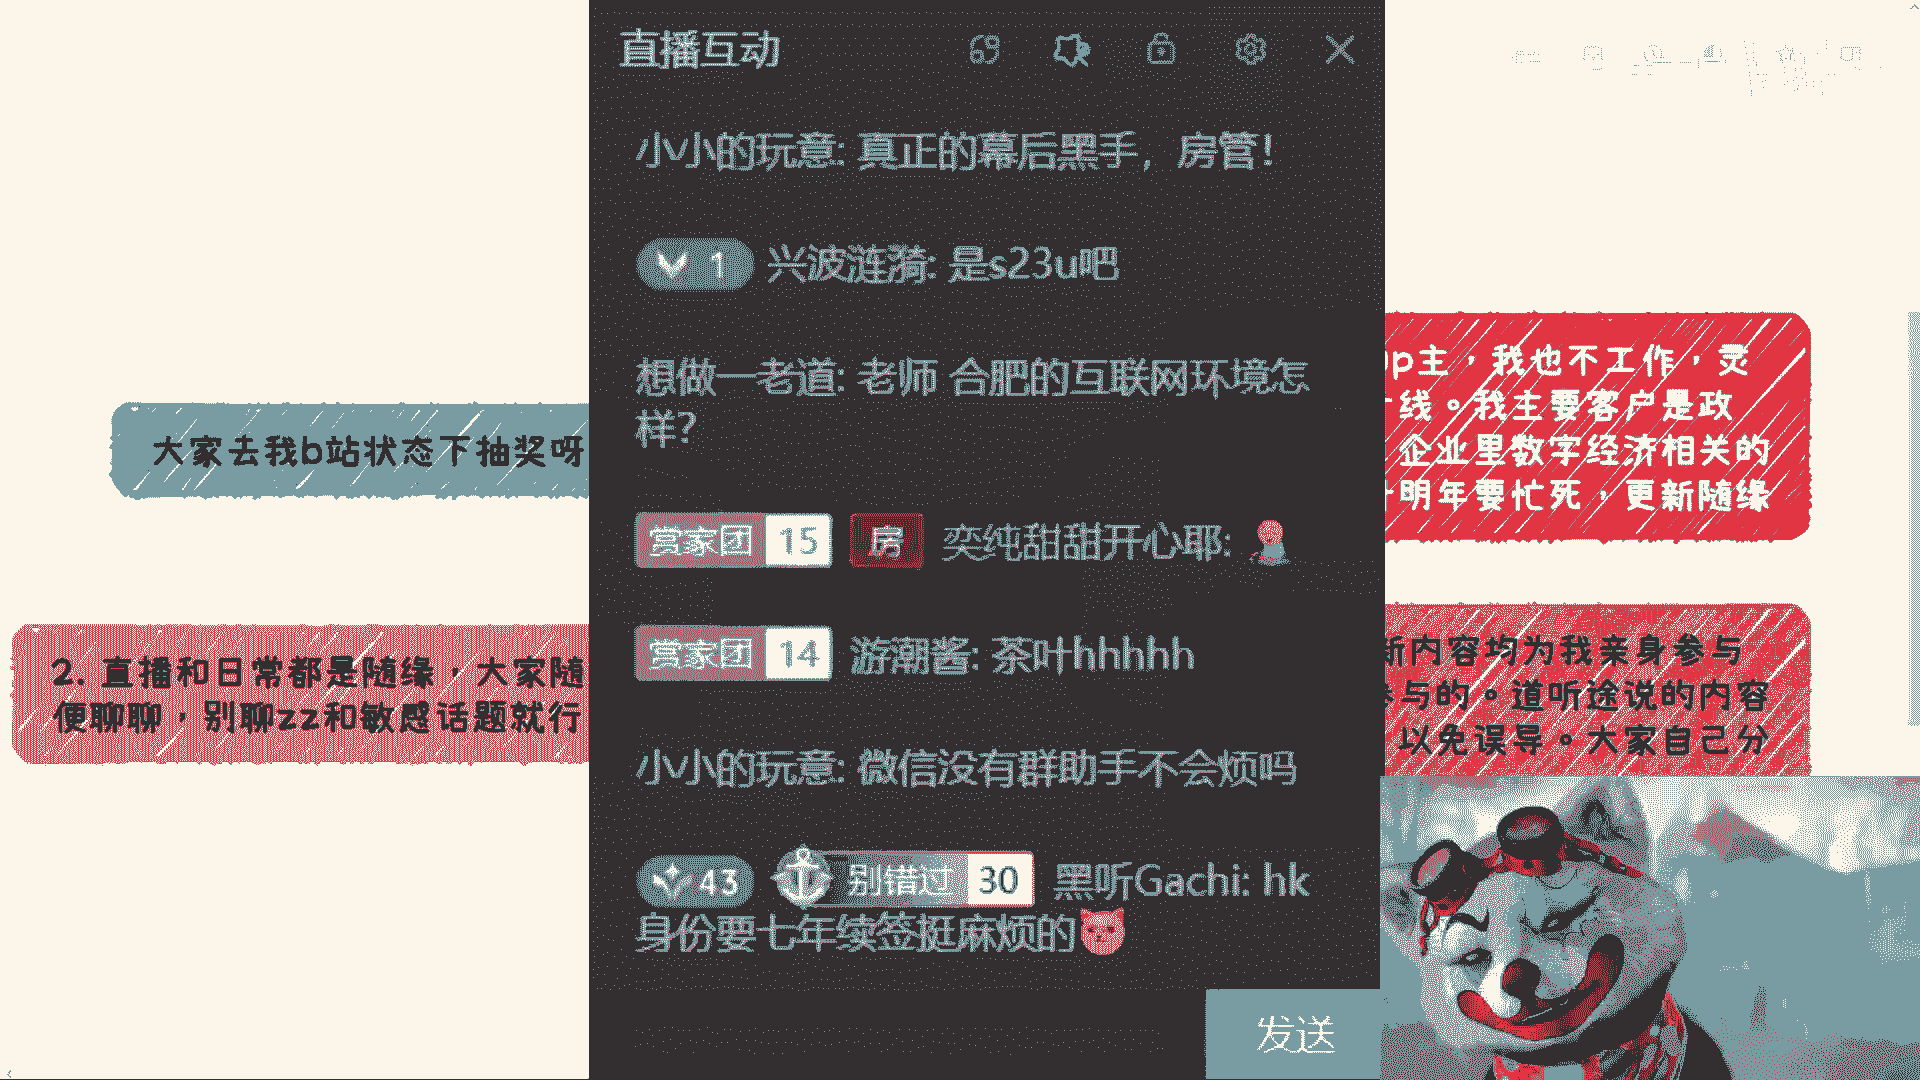 直播互动
小小的玩意: 真正的幕后黑手，房管!
1 兴波涟漪: 是s23u吧
想做一老道: 老师 合肥的互联网环境怎
样?
赏家团 15 房 奕纯甜甜开心耶:
赏家团 14 游潮酱: 茶叶hhhhh
小小的玩意: 微信没有群助手不会烦吗
43 别错过 30 黑听Gachi: hk
身份要七年续签挺麻烦的
发送
大家去我b站状态下抽奖呀
2. 直播和日常都是随缘，大家随
便聊聊，别聊zz和敏感话题就行
p主，我也不工作，灵
线。我主要客户是政
企业里数字经济相关的
明年要忙死，更新随缘
新内容均为我亲身参与
参与的。道听途说的内容
以免误导。大家自己分